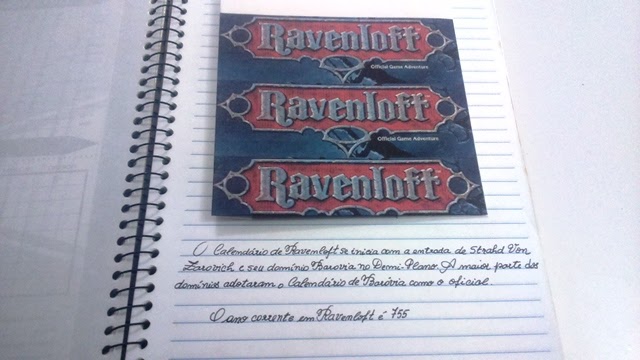 Ravenloft
Official Game Adventure
Ravenloft
Official Game Adventure
Ravenloft
O Calendário de Ravenloft se inicia com a entrada de Strahd Von
Zarovich e seu domínio Barovia no Demi-Plano. A maior parte dos
domínios adotaram o Calendário de Baróvia como o oficial.
O ano corrente em Ravenloft é 755